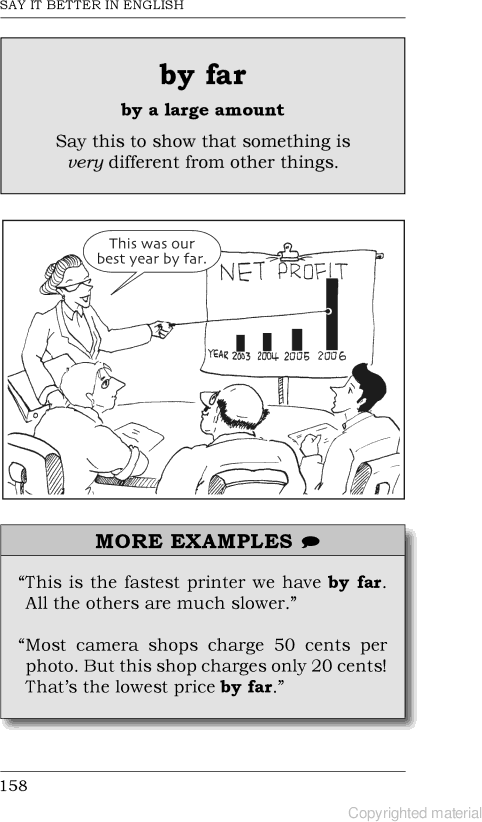 SAY IT BETTER IN ENGLISH
by far
by a large amount
Say this to show that something is
very different from other things.
This was our
best year by far.
NET PROFIT
YEAR 2003 2004 2005 2006
MORE EXAMPLES
“This is the fastest printer we have by far.
All the others are much slower.”
“Most camera shops charge 50 cents per
photo. But this shop charges only 20 cents!
That’s the lowest price by far.”
158
Copyrighted material